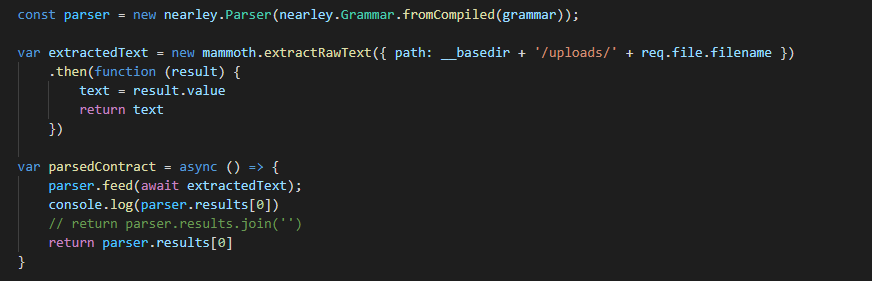 const parser = new nearley.Parser(nearley.Grammar.fromCompiled(grammar));
var extractedText = new mammoth.extractRawText({ path: __basedir + '/uploads/' + req.file.filename })
    .then(function (result) {
        text = result.value
        return text
    })
var parsedContract = async () => {
    parser.feed(await extractedText);
    console.log(parser.results[0])
    // return parser.results.join('')
    return parser.results[0]
}